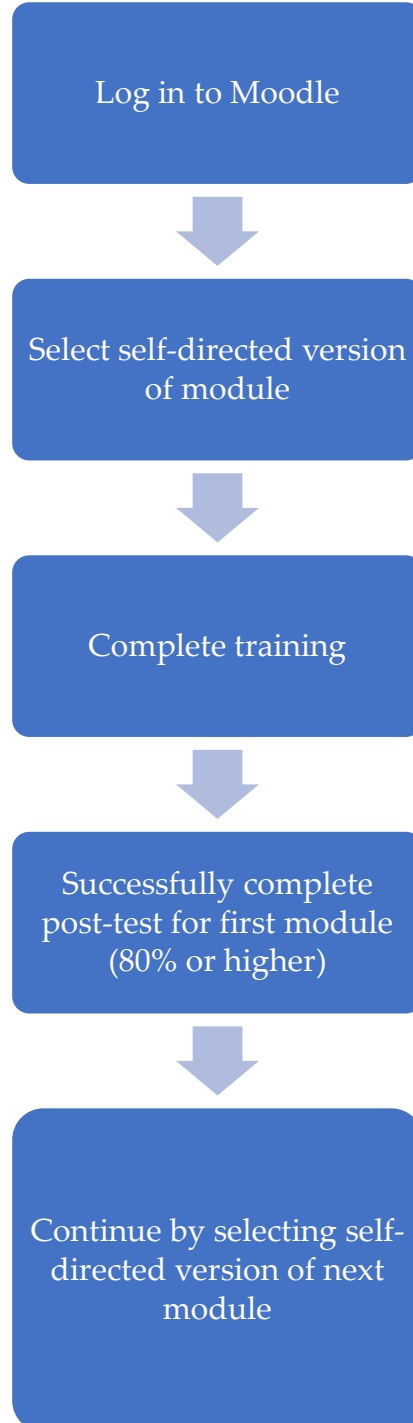 Log in to Moodle
Select self-directed version
of module
Complete training
Successfully complete
post-test for first module
(80% or higher)
Continue by selecting self-
directed version of next
module